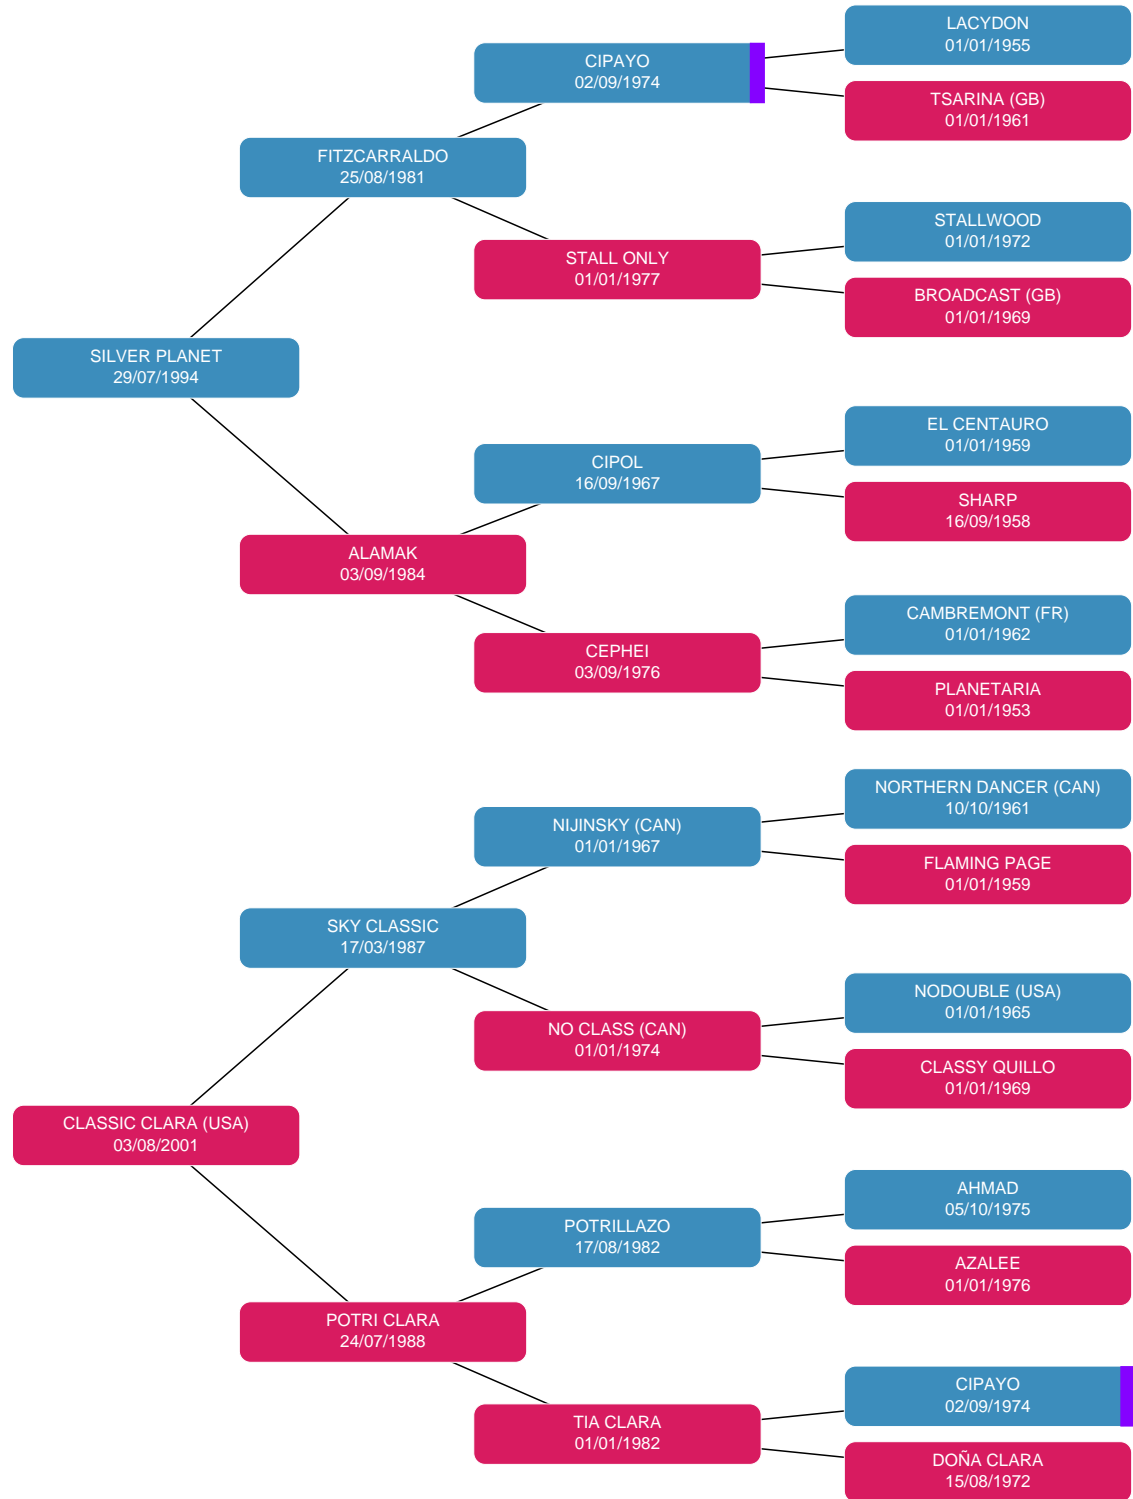 LACYDON
01/01/1955
CIPAYO
02/09/1974
TSARINA (GB)
01/01/1961
FITZCARRALDO
25/08/1981
STALLWOOD
01/01/1972
STALL ONLY
01/01/1977
BROADCAST (GB)
01/01/1969
SILVER PLANET
29/07/1994
EL CENTAURO
01/01/1959
CIPOL
16/09/1967
SHARP
16/09/1958
ALAMAK
03/09/1984
CAMBREMONT (FR)
01/01/1962
CEPHEI
03/09/1976
PLANETARIA
01/01/1953
NORTHERN DANCER (CAN)
10/10/1961
NIJINSKY (CAN)
01/01/1967
FLAMING PAGE
01/01/1959
SKY CLASSIC
17/03/1987
NODOUBLE (USA)
01/01/1965
NO CLASS (CAN)
01/01/1974
CLASSY QUILLO
01/01/1969
CLASSIC CLARA (USA)
03/08/2001
AHMAD
05/10/1975
POTRILLAZO
17/08/1982
AZALEE
01/01/1976
POTRI CLARA
24/07/1988
CIPAYO
02/09/1974
TIA CLARA
01/01/1982
DOÑA CLARA
15/08/1972